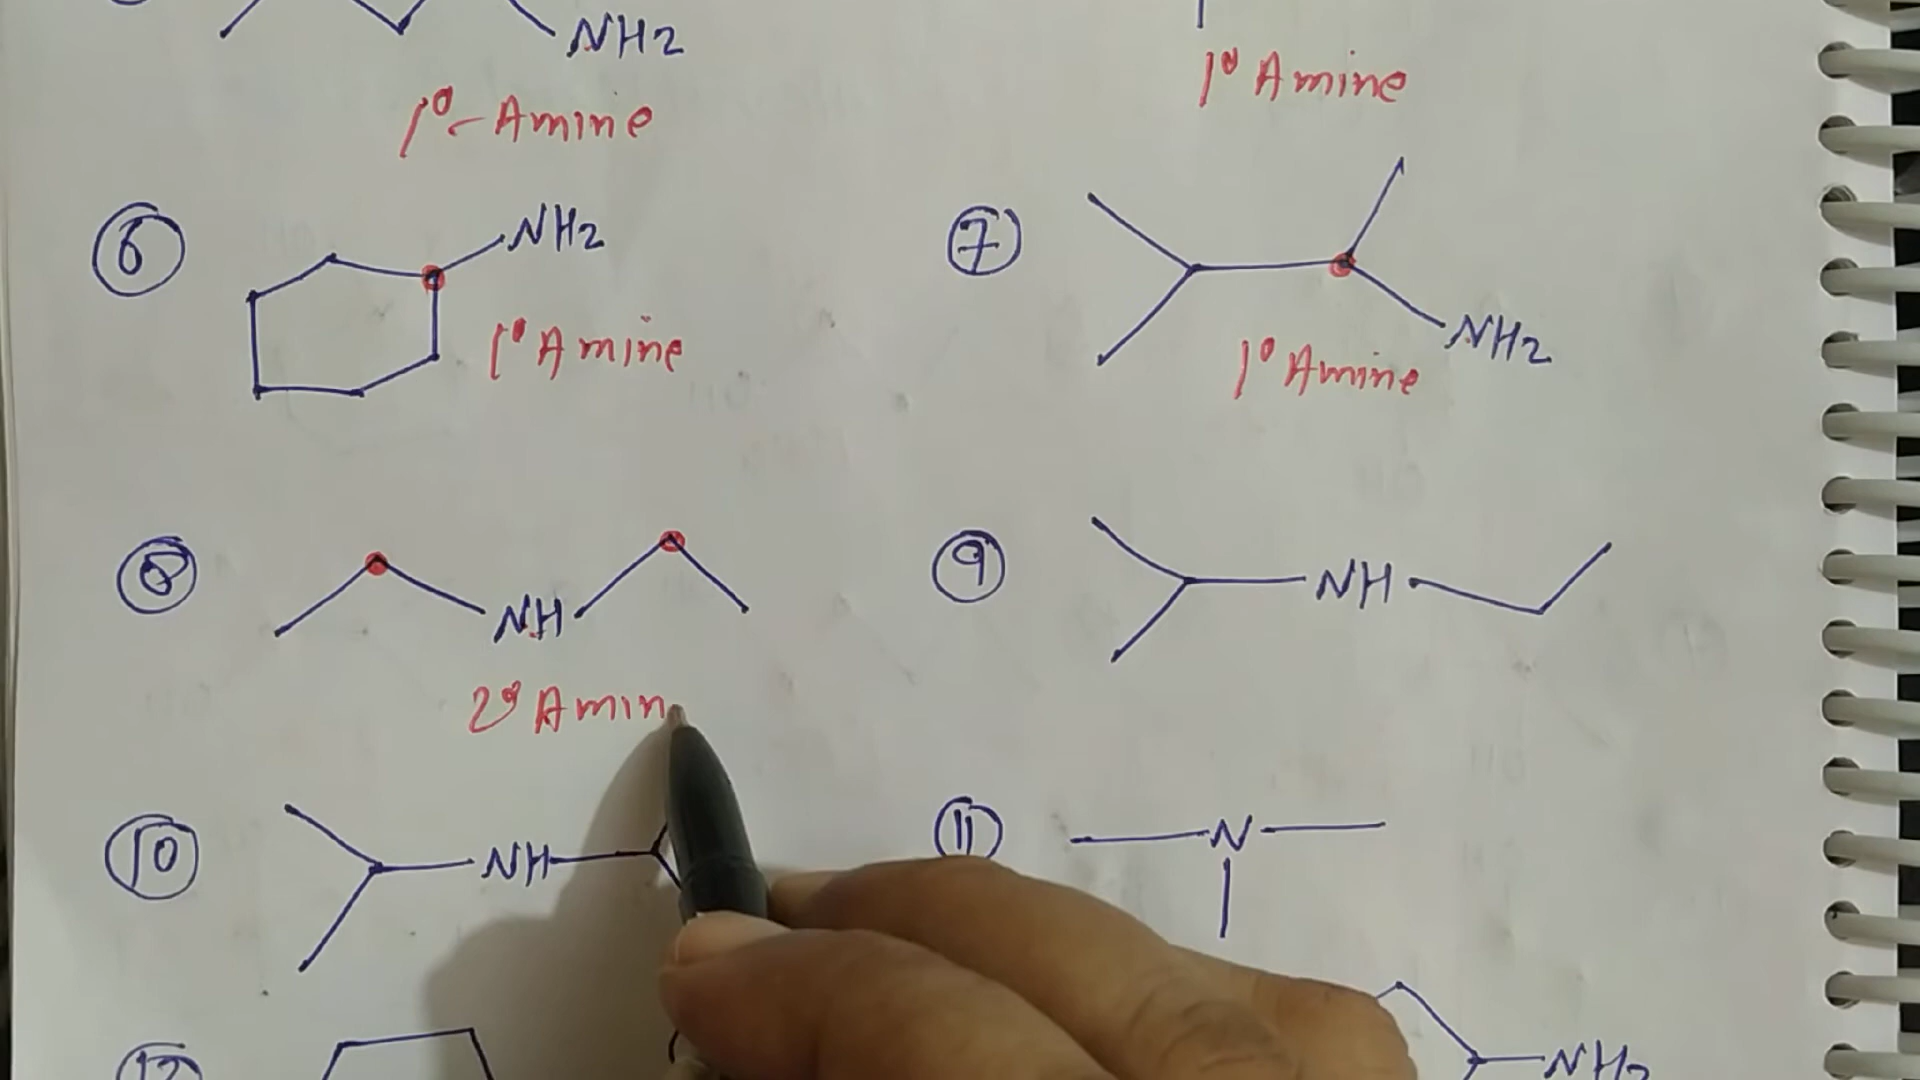 NH2
1° Amine
1°- Amine
6 NH2
1° Amine
7 NH2
1° Amine
8 NH
2° Amin
9 NH
10 NH
11 N
12
NH2